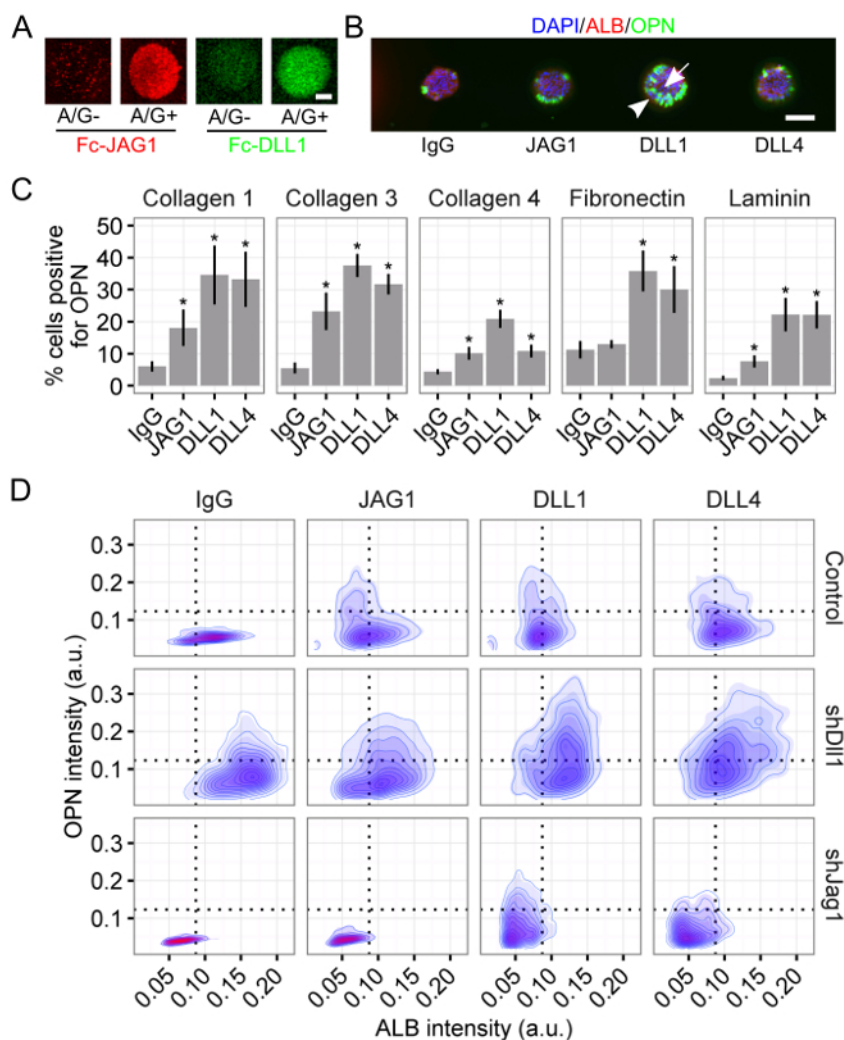 A
A/G- A/G+ A/G- A/G+
Fc-JAG1 Fc-DLL1
B
DAPI/ALB/OPN
IgG JAG1 DLL1 DLL4
C
Collagen 1 Collagen 3 Collagen 4 Fibronectin Laminin
% cells positive
for OPN
50
40
30
20
10
0
* * * * * * * * * * * * * *
IgG JAG1 DLL1 DLL4 IgG JAG1 DLL1 DLL4 IgG JAG1 DLL1 DLL4 IgG JAG1 DLL1 DLL4 IgG JAG1 DLL1 DLL4
D
IgG JAG1 DLL1 DLL4
OPN intensity (a.u.)
0.3
0.2
0.1
Control
0.3
0.2
0.1
shDll1
0.3
0.2
0.1
shJag1
0.05 0.10 0.15 0.20 0.05 0.10 0.15 0.20 0.05 0.10 0.15 0.20 0.05 0.10 0.15 0.20
ALB intensity (a.u.)